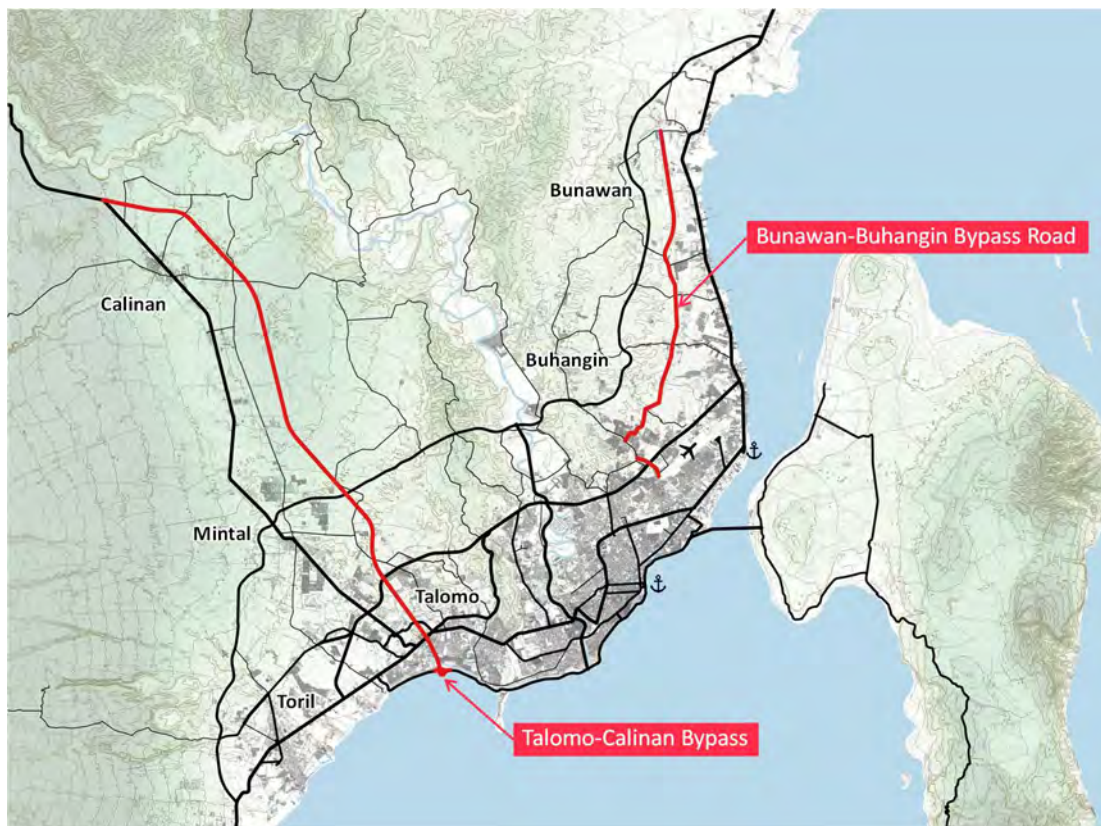 Bunawan
Bunawan-Buhangin Bypass Road
Calinan
Buhangin
Mintal
Talomo
Toril
Talomo-Calinan Bypass